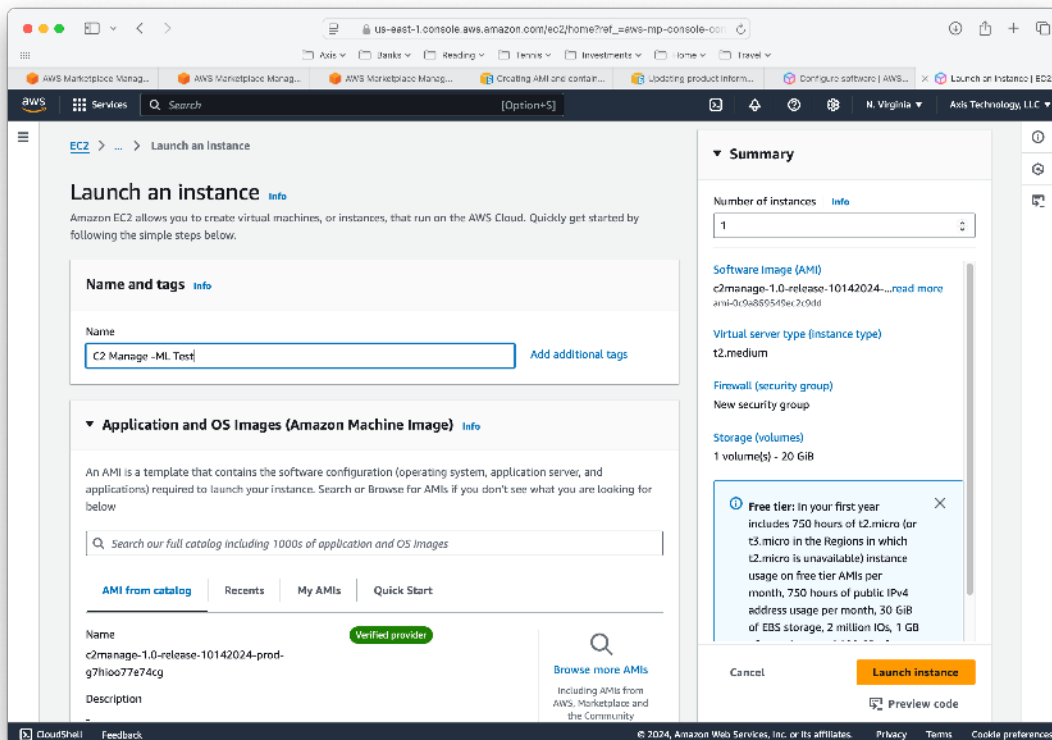 us-east-1.console.aws.amazon.com/ec2/home?ref_=aws-mp-console-con
Axis
Banks
Reading
Tennis
Investments
Home
Travel
AWS Marketplace Manag...
AWS Marketplace Manag...
AWS Marketplace Manag...
Creating AMI and contain...
Updating product inform...
Configure software | AWS...
Launch an instance | EC2
aws
Services
Search
[Option+S]
N. Virginia
Axis Technology, LLC
EC2 > ... > Launch an instance
Launch an instance Info
Amazon EC2 allows you to create virtual machines, or instances, that run on the AWS Cloud. Quickly get started by
following the simple steps below.
Name and tags Info
Name
C2 Manage -ML Test
Add additional tags
Application and OS Images (Amazon Machine Image) Info
An AMI is a template that contains the software configuration (operating system, application server, and
applications) required to launch your instance. Search or Browse for AMIs if you don't see what you are looking for
below
Search our full catalog including 1000s of application and OS Images
AMI from catalog
Recents
My AMIs
Quick Start
Name
Verified provider
c2manage-1.0-release-10142024-prod-
g7hioo77e74cg
Description
-
Browse more AMIs
Including AMIs from
AWS, Marketplace and
the Community
Summary
Number of instances Info
1
Software Image (AMI)
c2manage-1.0-release-10142024-...read more
ami-0c9a869549ec2c9dd
Virtual server type (instance type)
t2.medium
Firewall (security group)
New security group
Storage (volumes)
1 volume(s) - 20 GiB
Free tier: In your first year
includes 750 hours of t2.micro (or
t3.micro in the Regions in which
t2.micro is unavailable) instance
usage on free tier AMIs per
month, 750 hours of public IPv4
address usage per month, 30 GiB
of EBS storage, 2 million IOs, 1 GB
Cancel
Launch instance
Preview code
CloudShell
Feedback
© 2024, Amazon Web Services, Inc. or its affiliates.
Privacy
Terms
Cookie preferences